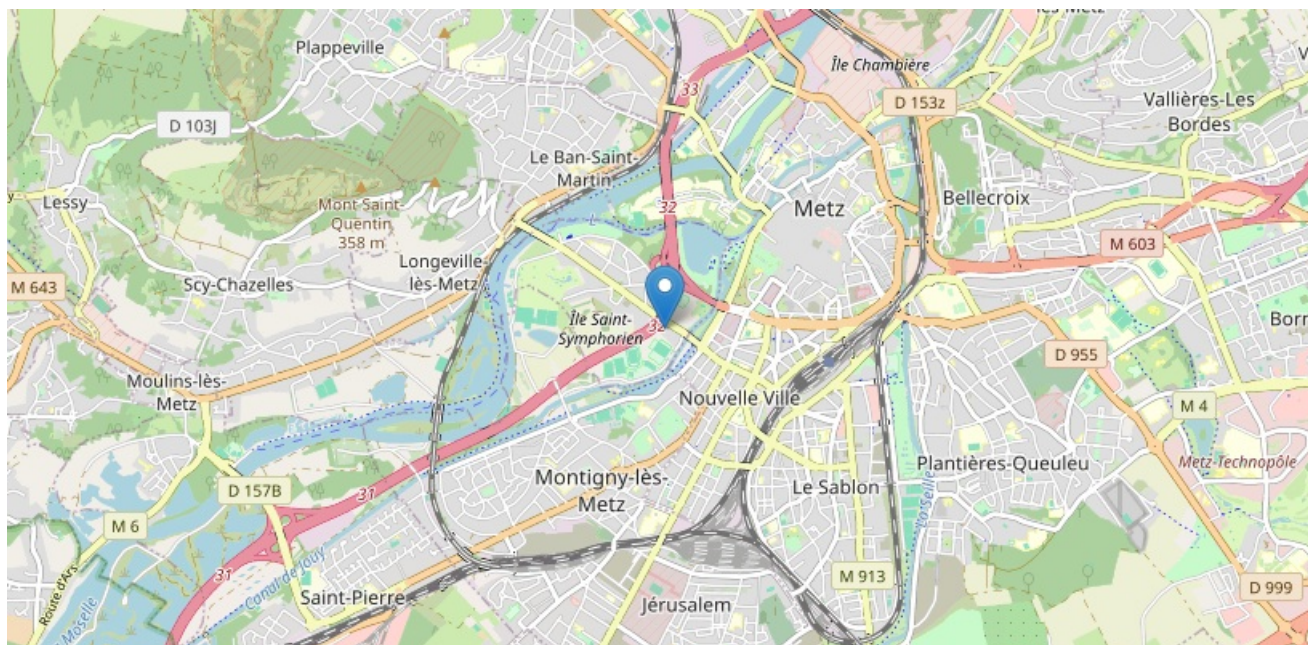 Plappeville
Île Chambière
33
D 153z
Vallières-Les
Bordes
D 103J
Le Ban-Saint-
Martin
Lessy
Mont Saint-
Quentin
358 m
32
Metz
Bellecroix
M 603
Longeville-
lès-Metz
Scy-Chazelles
M 643
Île Saint-
Symphorien
32
D 955
Moulins-lès-
Metz
Nouvelle Ville
M 4
Plantières-Queuleu
Metz-Technopôle
Montigny-lès-
Metz
Le Sablon
D 157B
31
La Seille
M 6
31
Canal de Jouy
M 913
D 999
Route d'Ars
Moselle
Saint-Pierre
Jérusalem